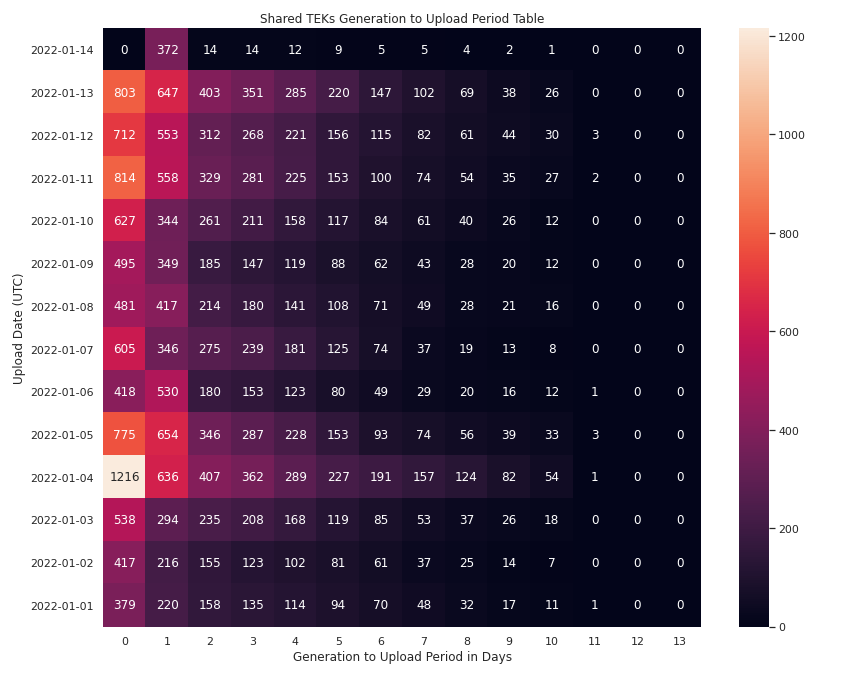 Shared TEKs Generation to Upload Period Table
2022-01-14 0 372 14 14 12 9 5 5 4 2 1 0 0 0
2022-01-13 803 647 403 351 285 220 147 102 69 38 26 0 0 0
2022-01-12 712 553 312 268 221 156 115 82 61 44 30 3 0 0
2022-01-11 814 558 329 281 225 153 100 74 54 35 27 2 0 0
2022-01-10 627 344 261 211 158 117 84 61 40 26 12 0 0 0
2022-01-09 495 349 185 147 119 88 62 43 28 20 12 0 0 0
2022-01-08 481 417 214 180 141 108 71 49 28 21 16 0 0 0
2022-01-07 605 346 275 239 181 125 74 37 19 13 8 0 0 0
2022-01-06 418 530 180 153 123 80 49 29 20 16 12 1 0 0
2022-01-05 775 654 346 287 228 153 93 74 56 39 33 3 0 0
2022-01-04 1216 636 407 362 289 227 191 157 124 82 54 1 0 0
2022-01-03 538 294 235 208 168 119 85 53 37 26 18 0 0 0
2022-01-02 417 216 155 123 102 81 61 37 25 14 7 0 0 0
2022-01-01 379 220 158 135 114 94 70 48 32 17 11 1 0 0
0 1 2 3 4 5 6 7 8 9 10 11 12 13
Generation to Upload Period in Days
Upload Date (UTC)
1200
1000
800
600
400
200
0